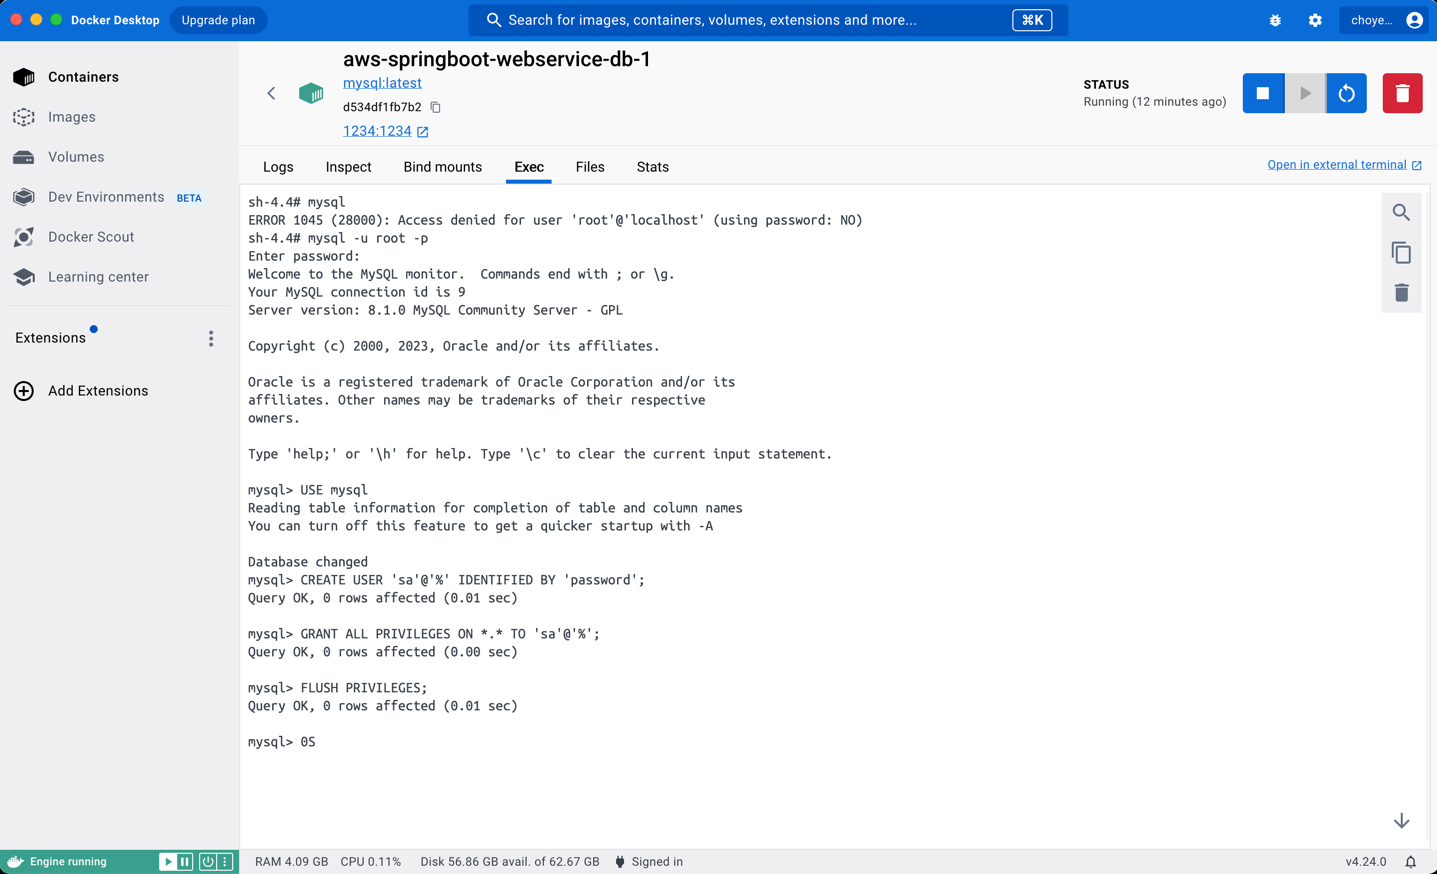 Docker Desktop
Upgrade plan
Search for images, containers, volumes, extensions and more...
⌘K
choye...
Containers
Images
Volumes
Dev Environments BETA
Docker Scout
Learning center
Extensions
Add Extensions
aws-springboot-webservice-db-1
mysql:latest
d534df1fb7b2
1234:1234
STATUS
Running (12 minutes ago)
Logs Inspect Bind mounts Exec Files Stats
Open in external terminal
sh-4.4# mysql
ERROR 1045 (28000): Access denied for user 'root'@'localhost' (using password: NO)
sh-4.4# mysql -u root -p
Enter password:
Welcome to the MySQL monitor.  Commands end with ; or \g.
Your MySQL connection id is 9
Server version: 8.1.0 MySQL Community Server - GPL
Copyright (c) 2000, 2023, Oracle and/or its affiliates.
Oracle is a registered trademark of Oracle Corporation and/or its
affiliates. Other names may be trademarks of their respective
owners.
Type 'help;' or '\h' for help. Type '\c' to clear the current input statement.
mysql> USE mysql
Reading table information for completion of table and column names
You can turn off this feature to get a quicker startup with -A
Database changed
mysql> CREATE USER 'sa'@'%' IDENTIFIED BY 'password';
Query OK, 0 rows affected (0.01 sec)
mysql> GRANT ALL PRIVILEGES ON *.* TO 'sa'@'%';
Query OK, 0 rows affected (0.00 sec)
mysql> FLUSH PRIVILEGES;
Query OK, 0 rows affected (0.01 sec)
mysql> 0S
Engine running
RAM 4.09 GB CPU 0.11% Disk 56.86 GB avail. of 62.67 GB Signed in
v4.24.0